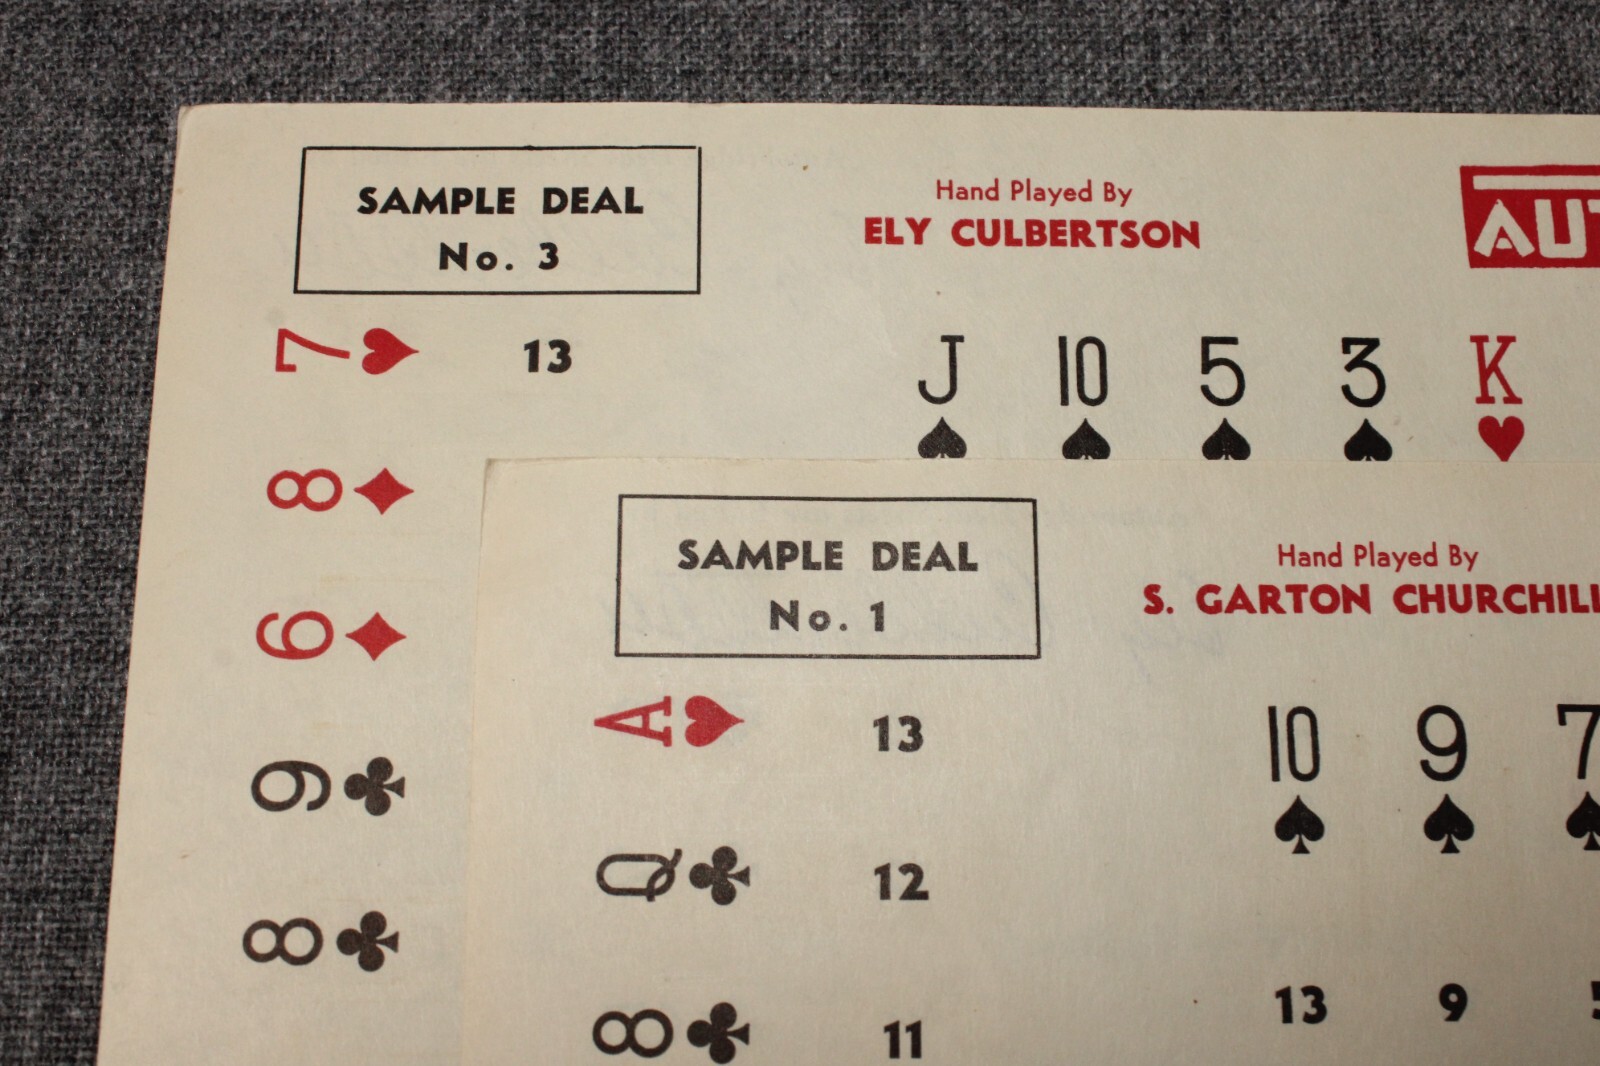 SAMPLE DEAL
No. 3
Hand Played By
ELY CULBERTSON
7♥ 13
J♠ 10♠ 5♠ 3♠ K♥
8♦
6♦
9♣
8♣
SAMPLE DEAL
No. 1
Hand Played By
S. GARTON CHURCHILL
A♥ 13
10♠ 9♠ 7♠
Q♣ 12
8♣ 11
13 9